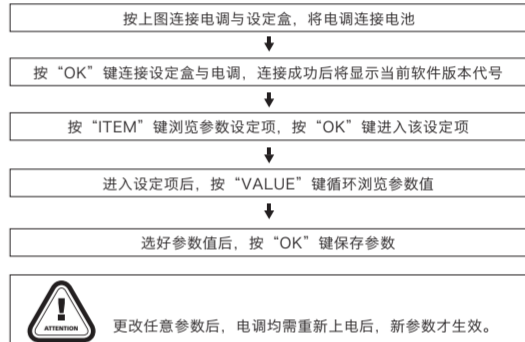 按上图连接电调与设定盒，将电调连接电池
按“OK”键连接设定盒与电调，连接成功后将显示当前软件版本代号
按“ITEM”键浏览参数设定项，按“OK”键进入该设定项
进入设定项后，按“VALUE”键循环浏览参数值
选好参数值后，按“OK”键保存参数
!
ATTENTION
更改任意参数后，电调均需重新上电后，新参数才生效。